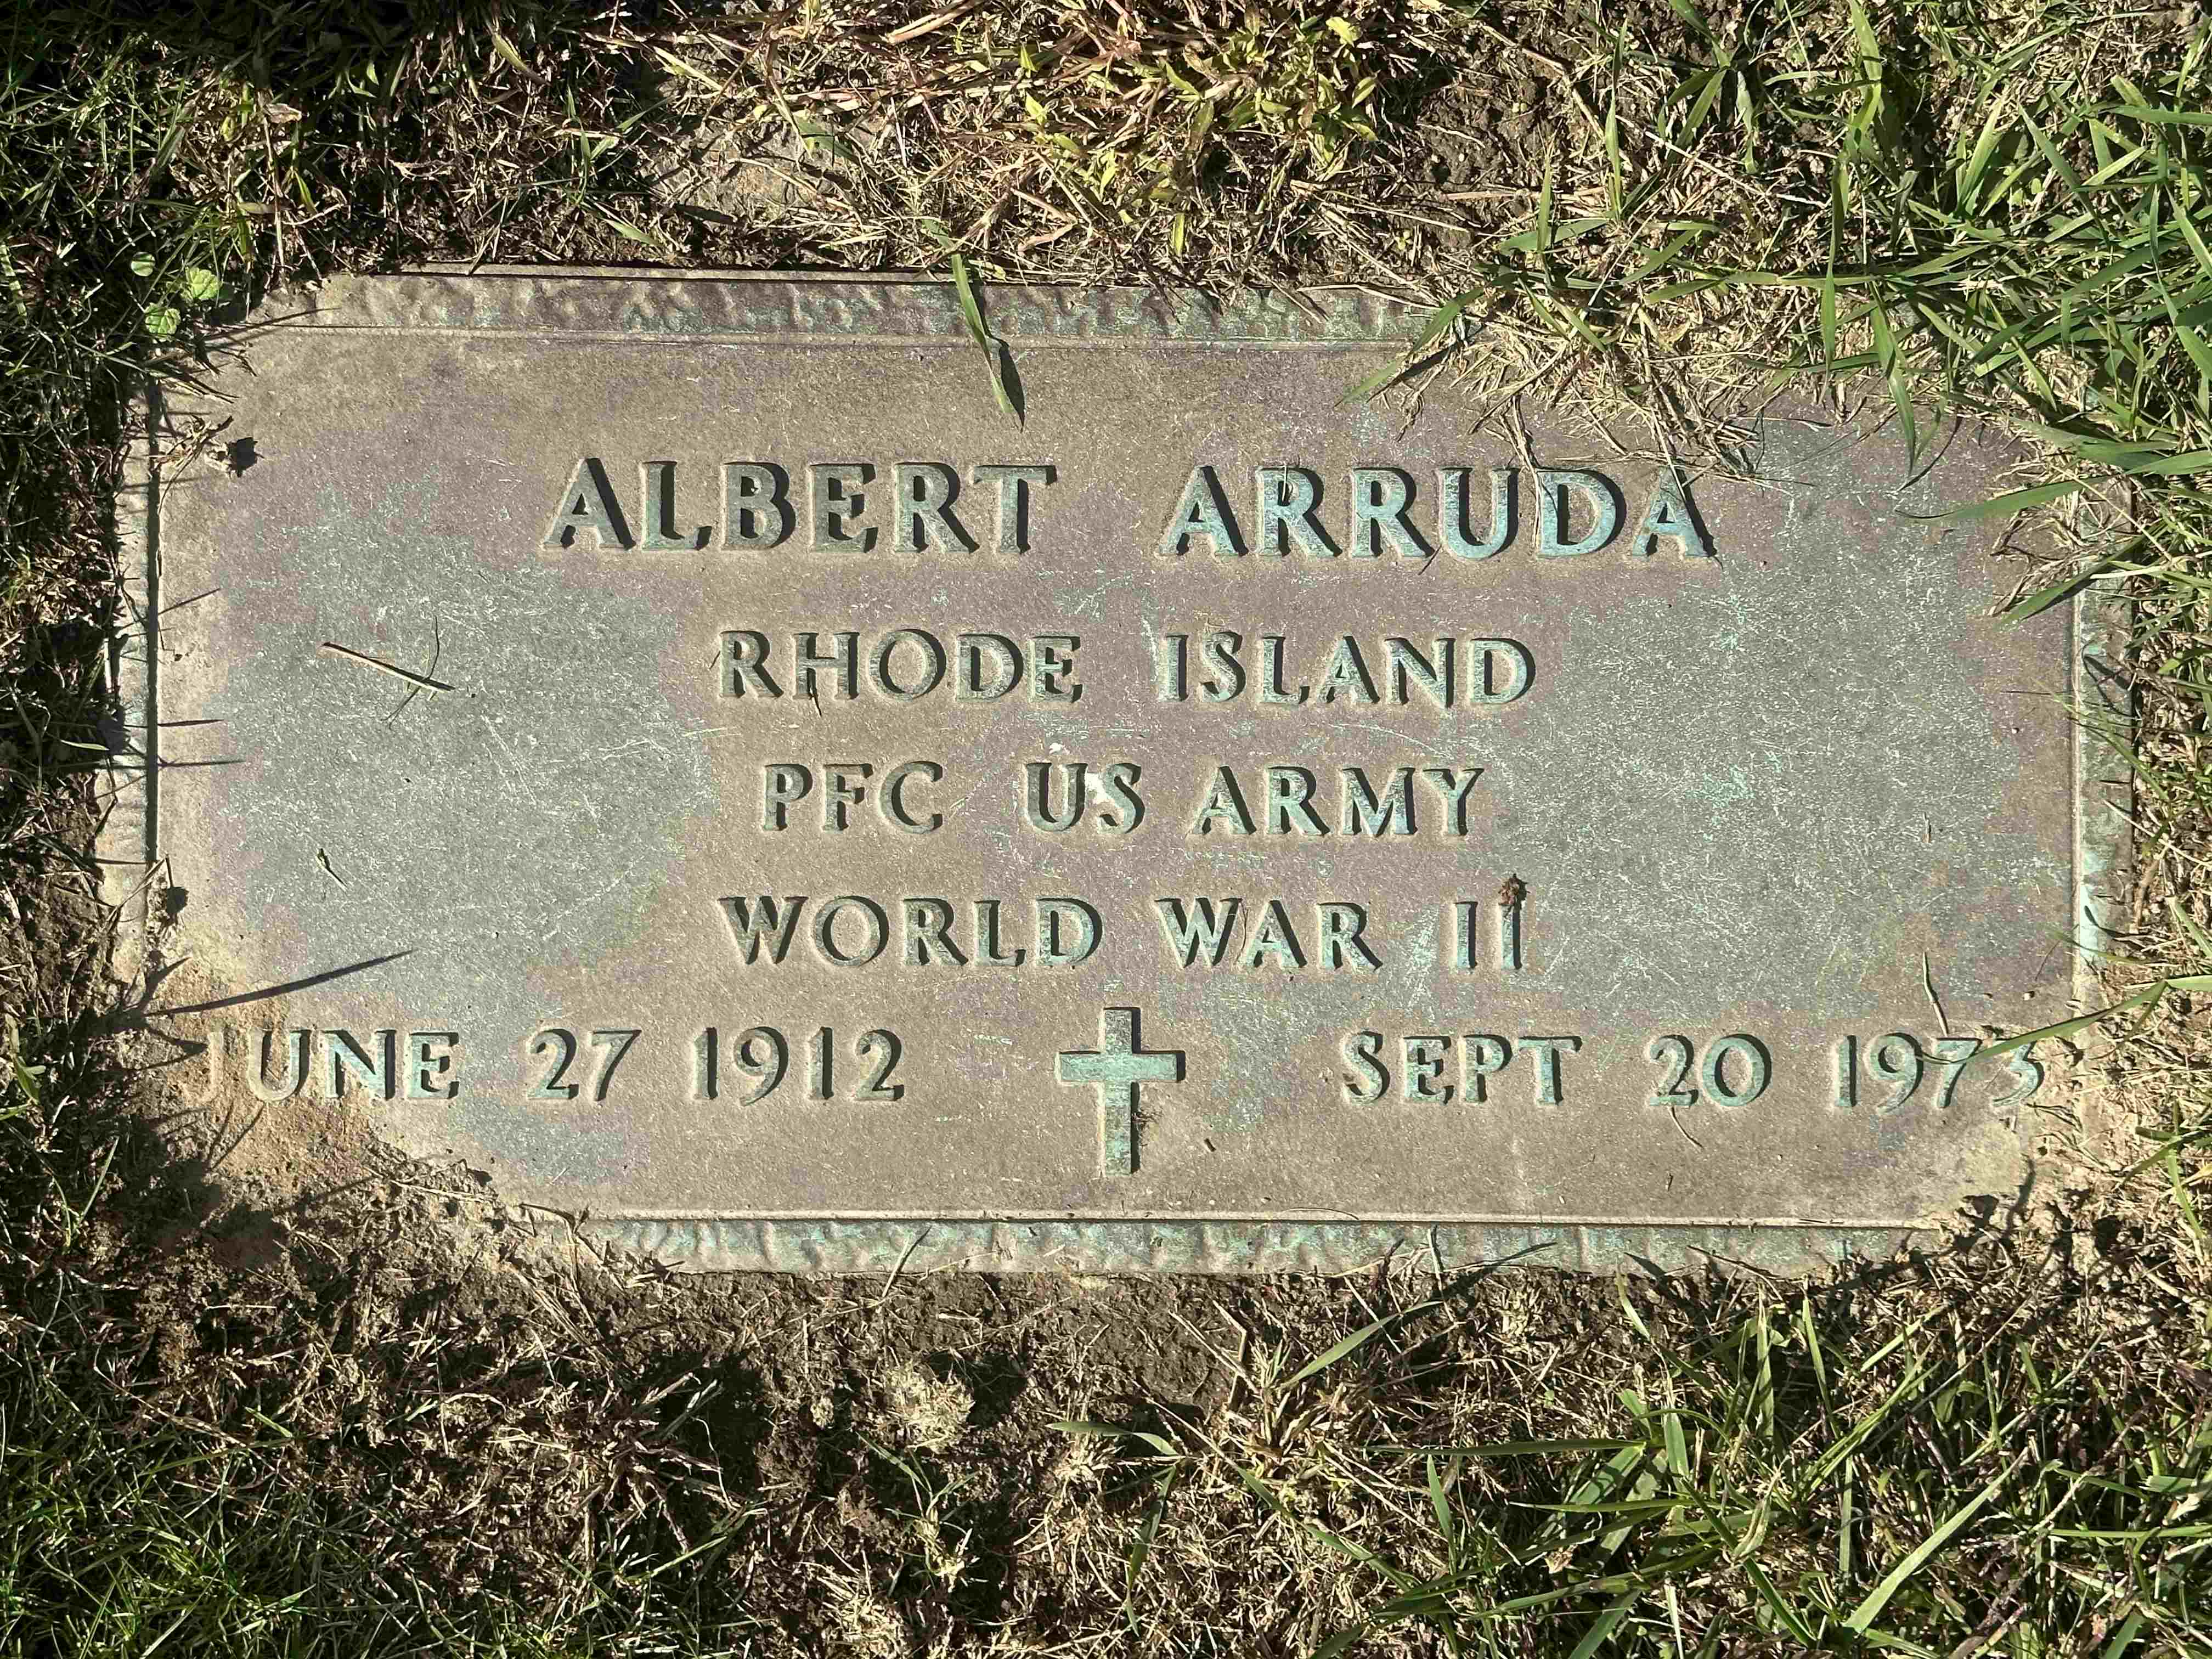 ALBERT ARRUDA
RHODE ISLAND
PFC US ARMY
WORLD WAR II
JUNE 27 1912 SEPT 20 1973